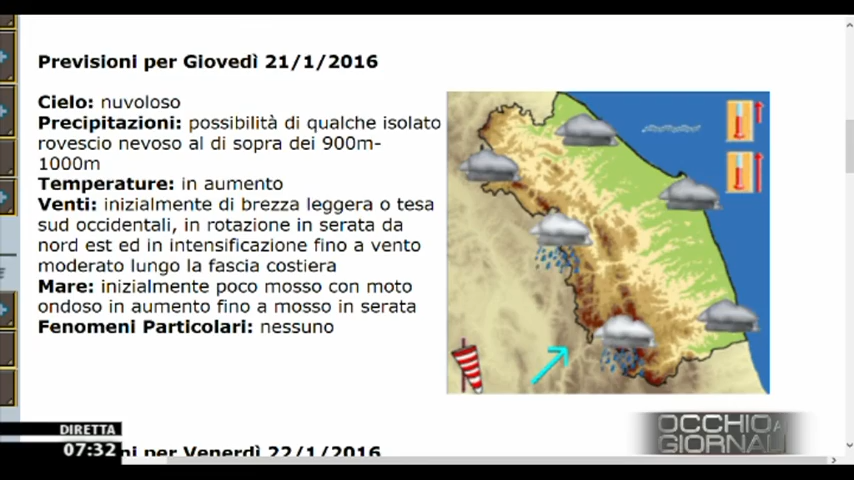 Previsioni per Giovedì 21/1/2016
Cielo: nuvoloso
Precipitazioni: possibilità di qualche isolato
rovescio nevoso al di sopra dei 900m-
1000m
Temperature: in aumento
Venti: inizialmente di brezza leggera o tesa
sud occidentali, in rotazione in serata da
nord est ed in intensificazione fino a vento
moderato lungo la fascia costiera
Mare: inizialmente poco mosso con moto
ondoso in aumento fino a mosso in serata
Fenomeni Particolari: nessuno
DIRETTA
07:32
ni per Venerdì 22/1/2016
OCCHIO AI
GIORNALI